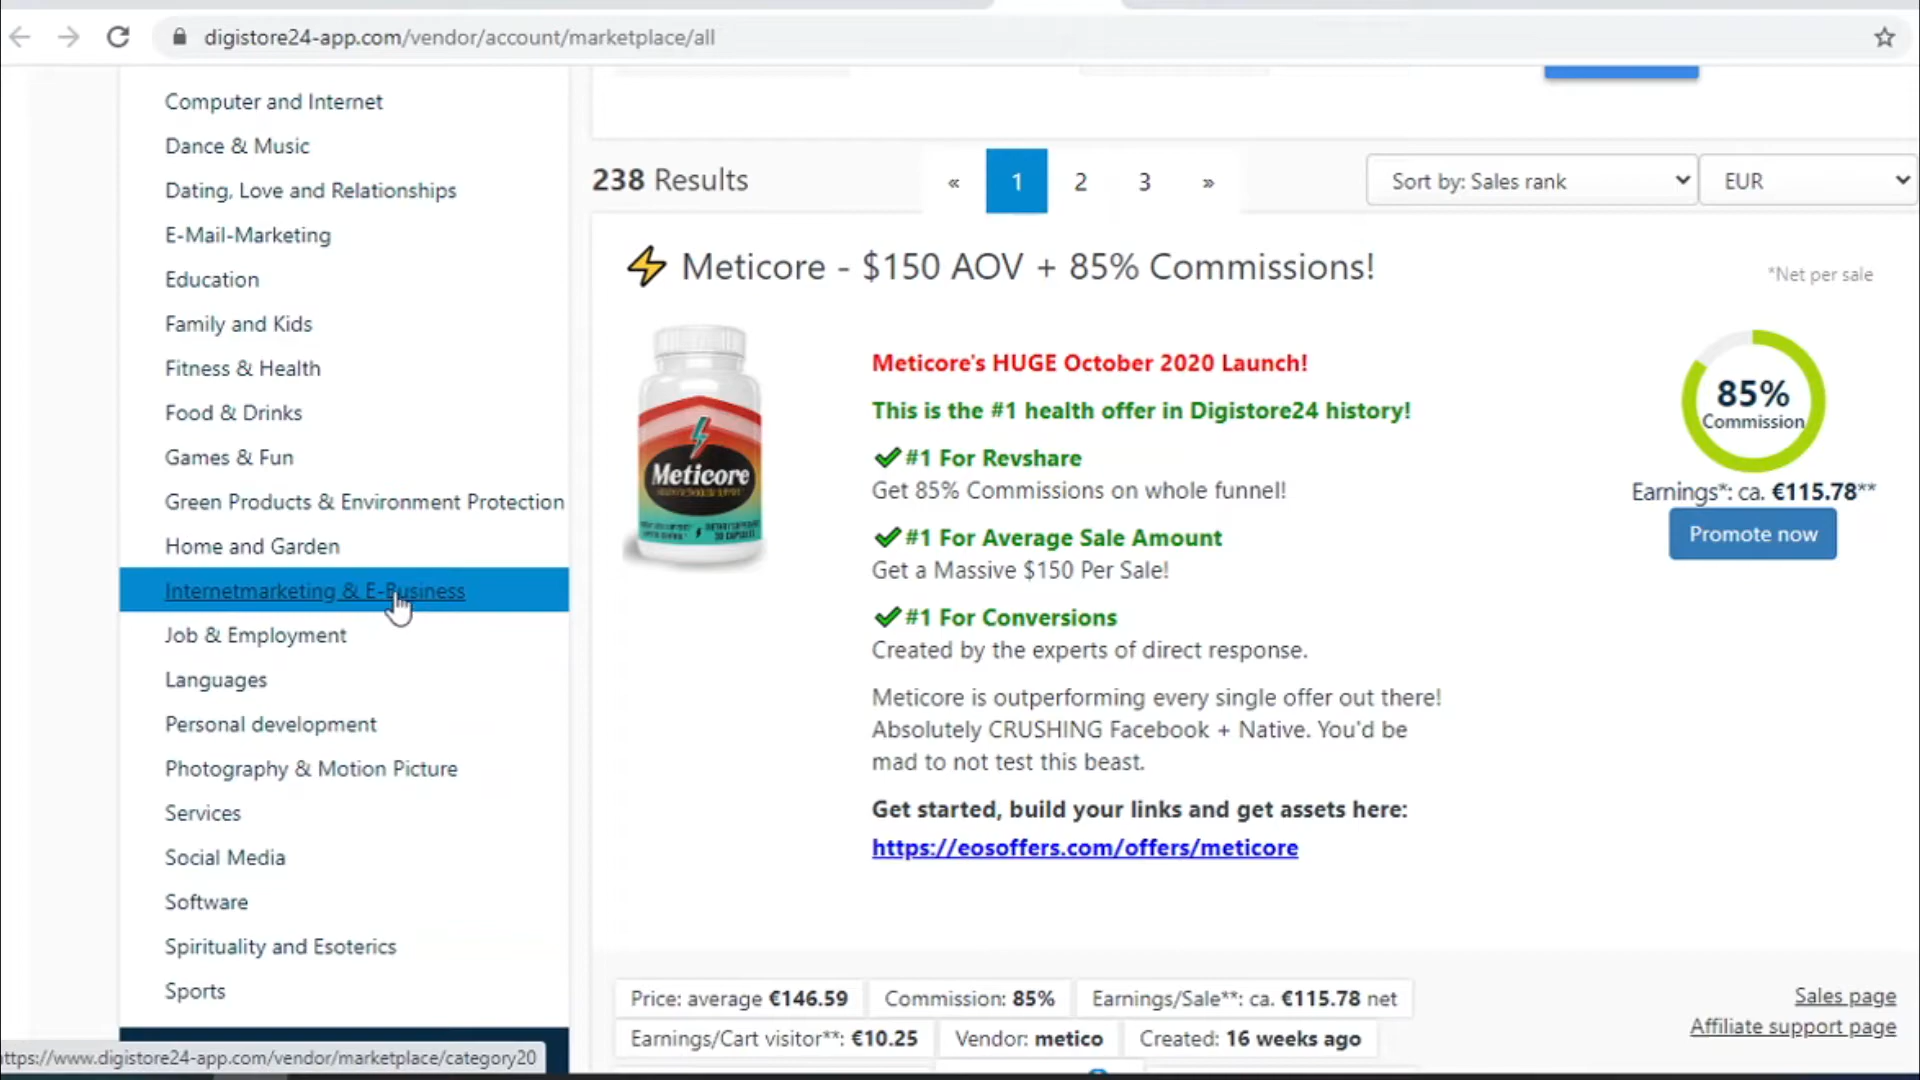 digistore24-app.com/vendor/account/marketplace/all
Computer and Internet
Dance & Music
Dating, Love and Relationships
E-Mail-Marketing
Education
Family and Kids
Fitness & Health
Food & Drinks
Games & Fun
Green Products & Environment Protection
Home and Garden
Internetmarketing & E-Business
Job & Employment
Languages
Personal development
Photography & Motion Picture
Services
Social Media
Software
Spirituality and Esoterics
Sports
ttps://www.digistore24-app.com/vendor/marketplace/category20
238 Results
« 1 2 3 »
Sort by: Sales rank
EUR
⚡ Meticore - $150 AOV + 85% Commissions!
*Net per sale
Meticore
30 CAPSULES
Meticore's HUGE October 2020 Launch!
This is the #1 health offer in Digistore24 history!
✔ #1 For Revshare
Get 85% Commissions on whole funnel!
✔ #1 For Average Sale Amount
Get a Massive $150 Per Sale!
✔ #1 For Conversions
Created by the experts of direct response.
Meticore is outperforming every single offer out there!
Absolutely CRUSHING Facebook + Native. You'd be
mad to not test this beast.
Get started, build your links and get assets here:
https://eosoffers.com/offers/meticore
85%
Commission
Earnings*: ca. €115.78**
Promote now
Price: average €146.59
Commission: 85%
Earnings/Sale**: ca. €115.78 net
Earnings/Cart visitor**: €10.25
Vendor: metico
Created: 16 weeks ago
Sales page
Affiliate support page